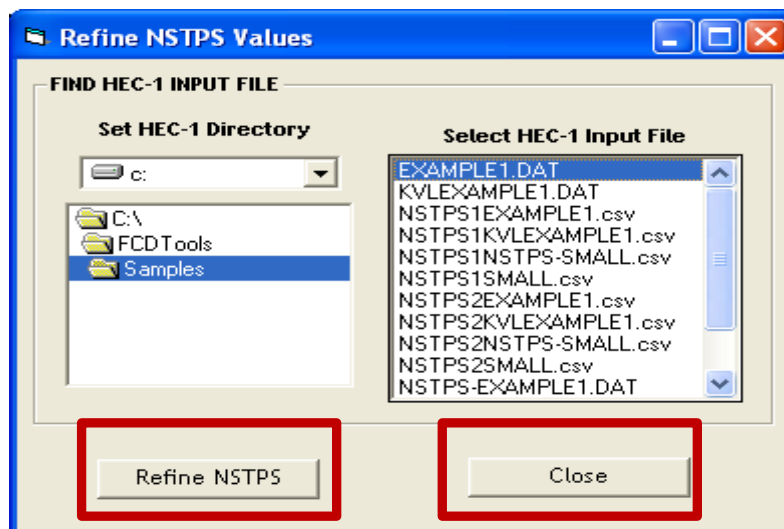 Refine NSTPS Values
FIND HEC-1 INPUT FILE
Set HEC-1 Directory
c:
C:\
FCDTools
Samples
Select HEC-1 Input File
EXAMPLE1.DAT
KVLEXAMPLE1.DAT
NSTPS1EXAMPLE1.csv
NSTPS1KVLEXAMPLE1.csv
NSTPS1NSTPS-SMALL.csv
NSTPS1SMALL.csv
NSTPS2EXAMPLE1.csv
NSTPS2KVLEXAMPLE1.csv
NSTPS2NSTPS-SMALL.csv
NSTPS2SMALL.csv
NSTPS-EXAMPLE1.DAT
Refine NSTPS
Close